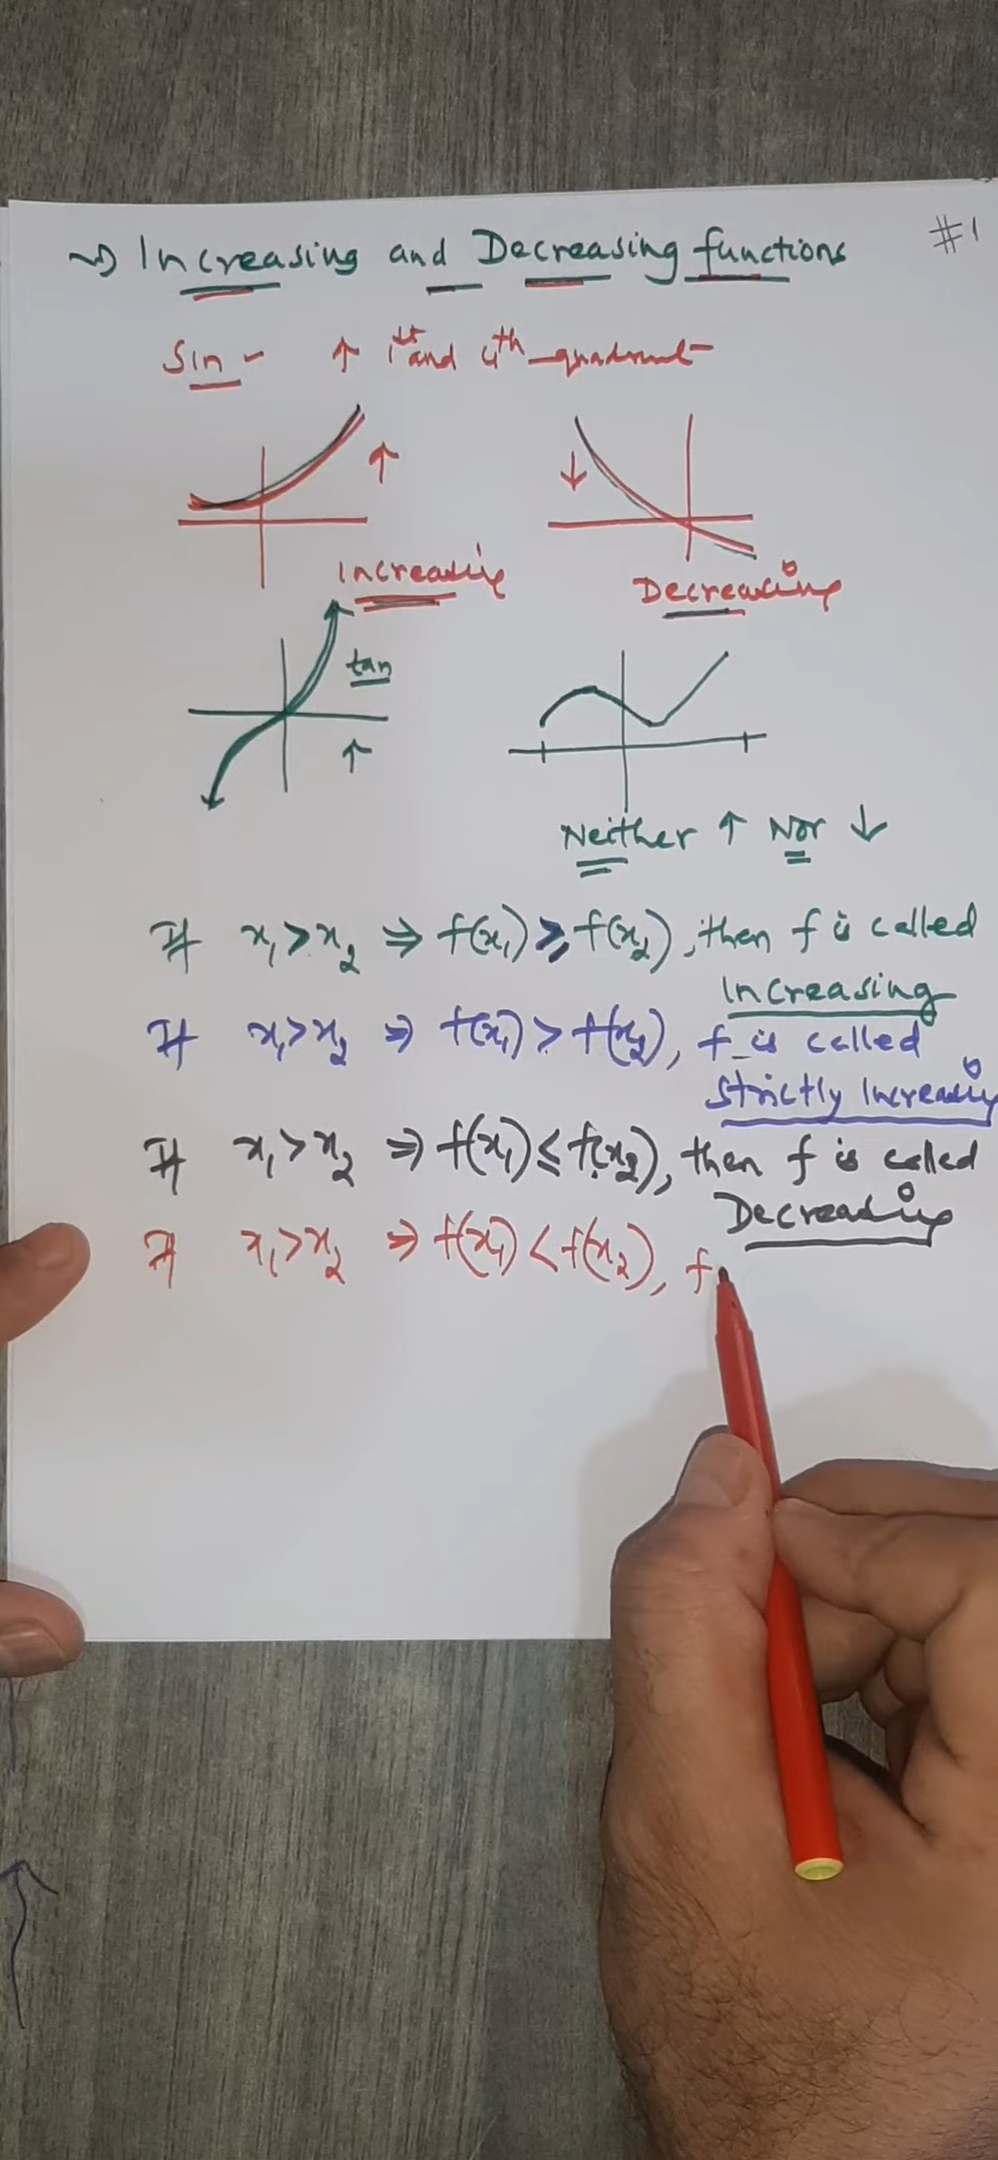 ~> Increasing and Decreasing functions
#1
Sin - ↑ 1st and 4th quadrant
↑
↓
Increasing
Decreasing
tan
↑
Neither ↑ Nor ↓
If x₁>x₂ ⇒ f(x₁) ⩾ f(x₂), then f is called
Increasing
If x₁>x₂ ⇒ f(x₁) > f(x₂), f is called
Strictly Increasing
If x₁>x₂ ⇒ f(x₁) ≤ f(x₂), then f is called
Decreasing
If x₁>x₂ ⇒ f(x₁) < f(x₂), f